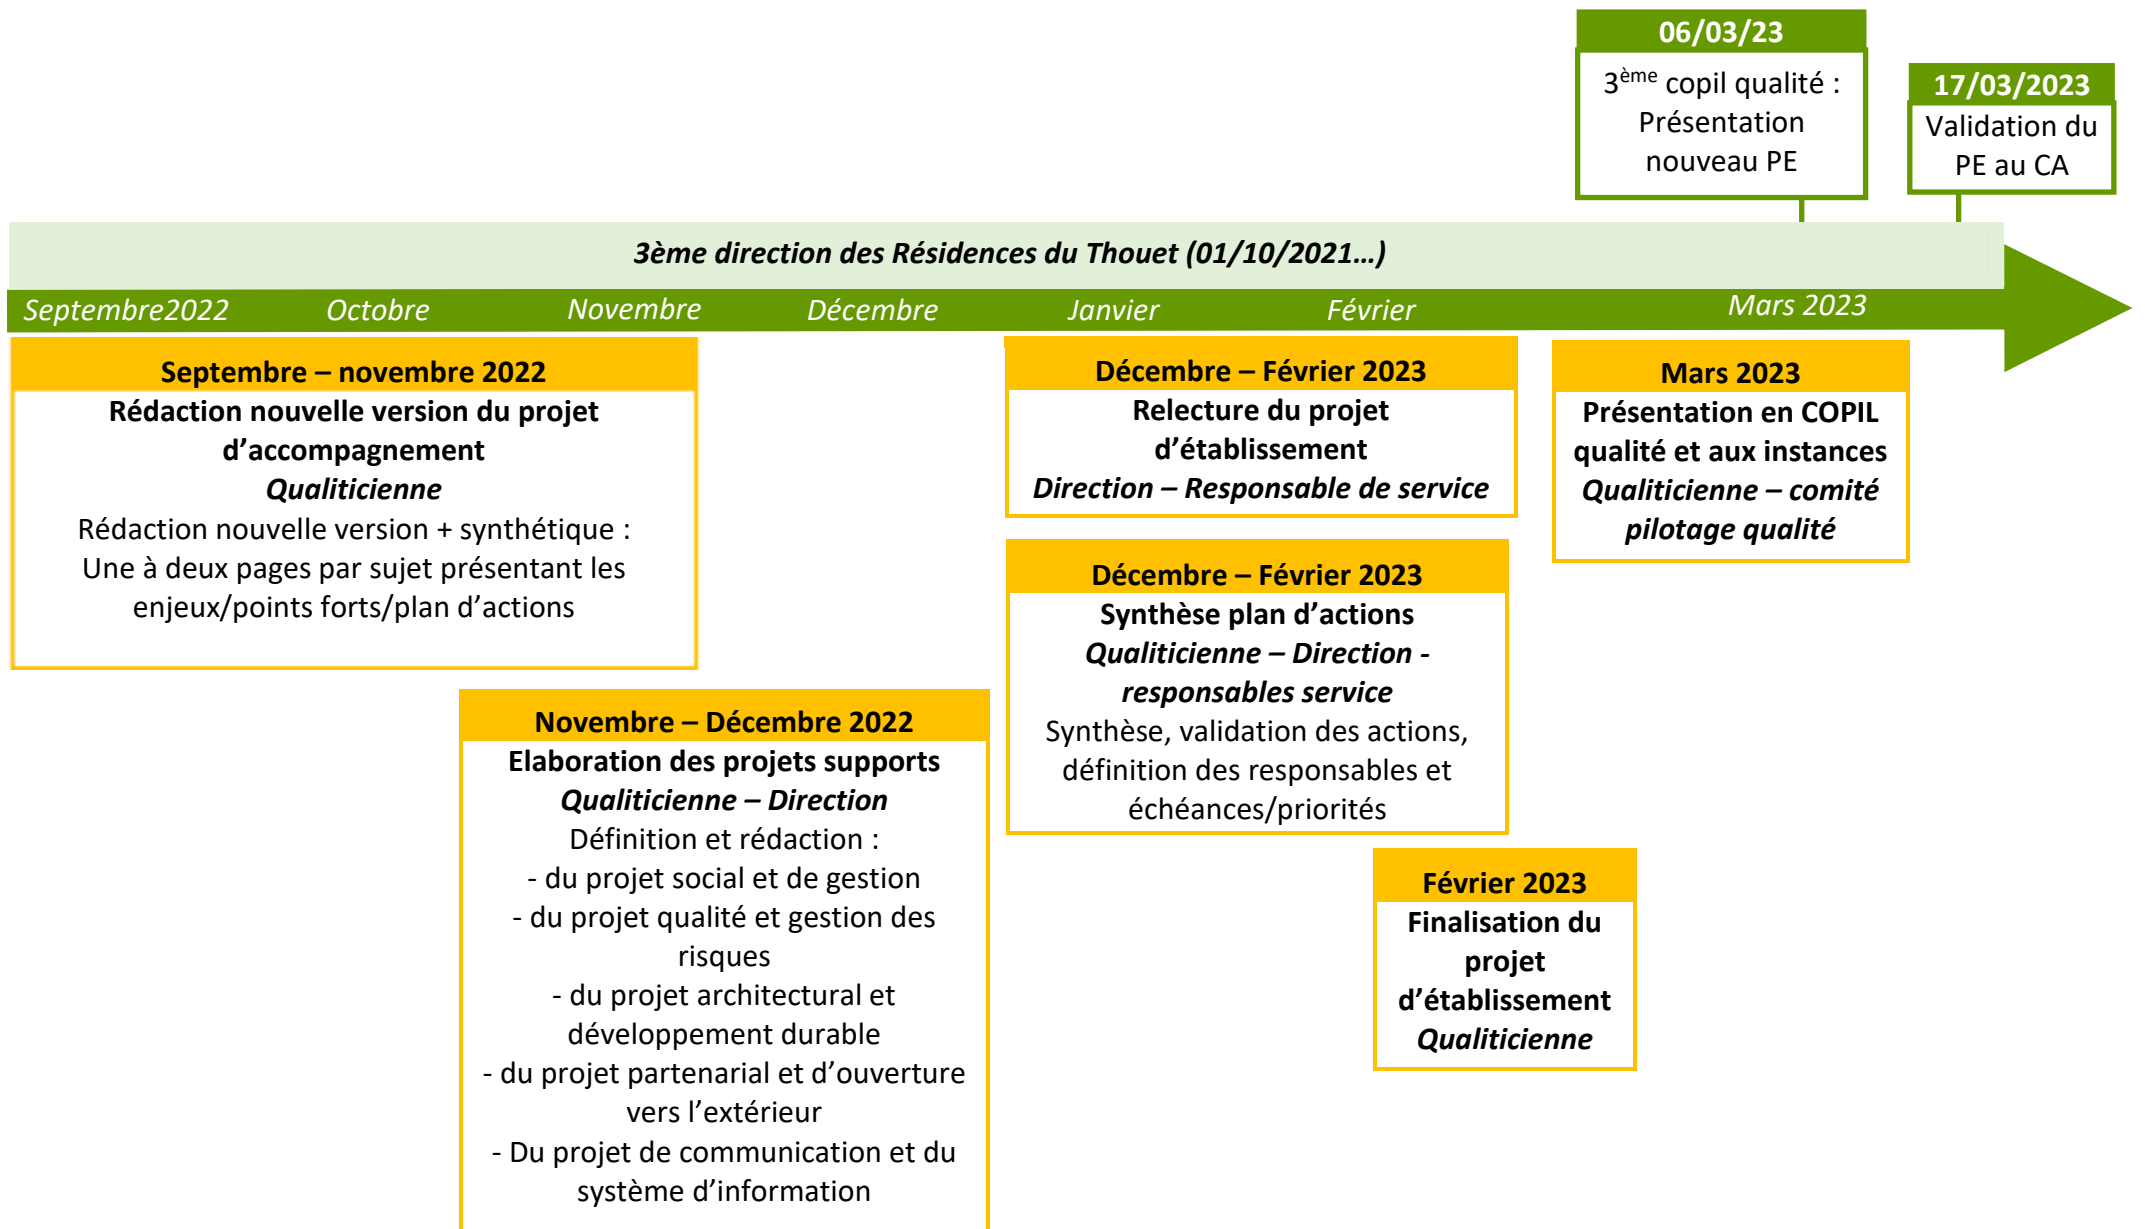 06/03/23
3ème copil qualité :
Présentation
nouveau PE
17/03/2023
Validation du
PE au CA
3ème direction des Résidences du Thouet (01/10/2021…)
Septembre2022
Octobre
Novembre
Décembre
Janvier
Février
Mars 2023
Septembre – novembre 2022
Rédaction nouvelle version du projet
d’accompagnement
Qualiticienne
Rédaction nouvelle version + synthétique :
Une à deux pages par sujet présentant les
enjeux/points forts/plan d’actions
Novembre – Décembre 2022
Elaboration des projets supports
Qualiticienne – Direction
Définition et rédaction :
- du projet social et de gestion
- du projet qualité et gestion des
risques
- du projet architectural et
développement durable
- du projet partenarial et d’ouverture
vers l’extérieur
- Du projet de communication et du
système d’information
Décembre – Février 2023
Relecture du projet
d’établissement
Direction – Responsable de service
Décembre – Février 2023
Synthèse plan d’actions
Qualiticienne – Direction -
responsables service
Synthèse, validation des actions,
définition des responsables et
échéances/priorités
Février 2023
Finalisation du
projet
d’établissement
Qualiticienne
Mars 2023
Présentation en COPIL
qualité et aux instances
Qualiticienne – comité
pilotage qualité